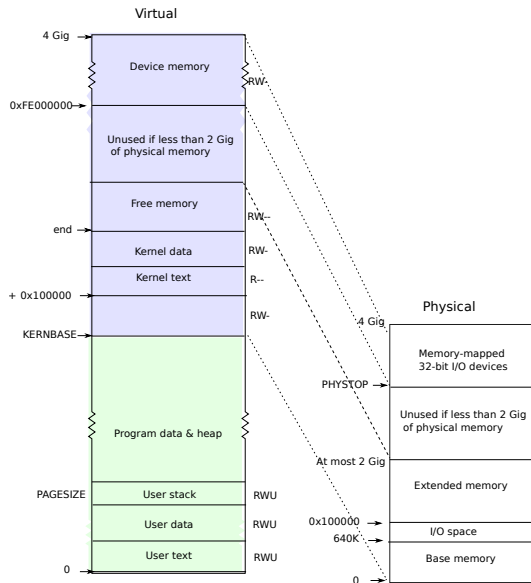 Virtual
4 Gig
Device memory
RW-
0xFE000000
Unused if less than 2 Gig
of physical memory
Free memory
RW--
end
Kernel data
RW-
Kernel text
R--
+ 0x100000
RW-
KERNBASE
Program data & heap
PAGESIZE
User stack
RWU
User data
RWU
User text
RWU
0
Physical
4 Gig
Memory-mapped
32-bit I/O devices
PHYSTOP
Unused if less than 2 Gig
of physical memory
At most 2 Gig
Extended memory
0x100000
I/O space
640K
Base memory
0